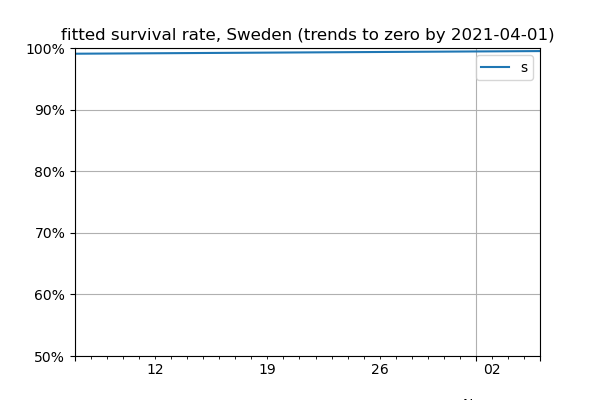 fitted survival rate, Sweden (trends to zero by 2021-04-01)
100%
s
90%
80%
70%
60%
50%
12 19 26 02